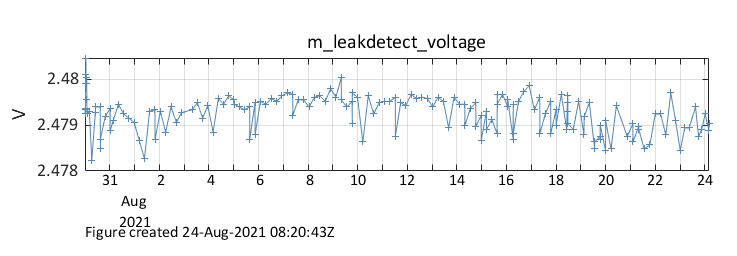 m_leakdetect_voltage
2.48
2.479
2.478
V
31 2 4 6 8 10 12 14 16 18 20 22 24
Aug
2021
Figure created 24-Aug-2021 08:20:43Z